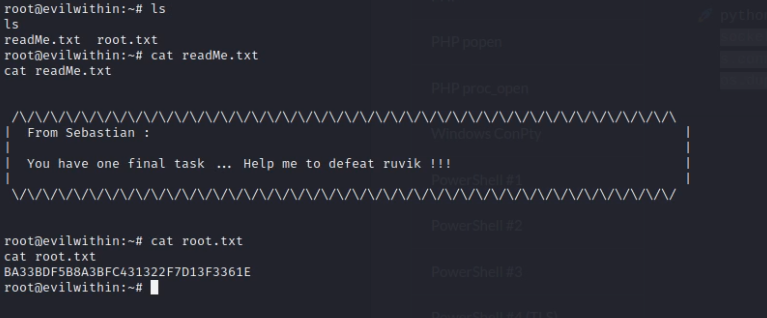 root@evilwithin:~# ls
ls
readMe.txt  root.txt
root@evilwithin:~# cat readMe.txt
cat readMe.txt
/\/\/\/\/\/\/\/\/\/\/\/\/\/\/\/\/\/\/\/\/\/\/\/\/\/\/\/\/\/\/\/\/\/\/\/\/\/\/\/\/\/\/\
|  From Sebastian :                                                                    |
|                                                                                      |
|  You have one final task ... Help me to defeat ruvik !!!                              |
|                                                                                      |
\/\/\/\/\/\/\/\/\/\/\/\/\/\/\/\/\/\/\/\/\/\/\/\/\/\/\/\/\/\/\/\/\/\/\/\/\/\/\/\/\/\/\/
root@evilwithin:~# cat root.txt
cat root.txt
BA33BDF5B8A3BFC431322F7D13F3361E
root@evilwithin:~#
PHP popen
PHP proc_open
Windows ConPty
PowerShell #1
PowerShell #2
PowerShell #3
python